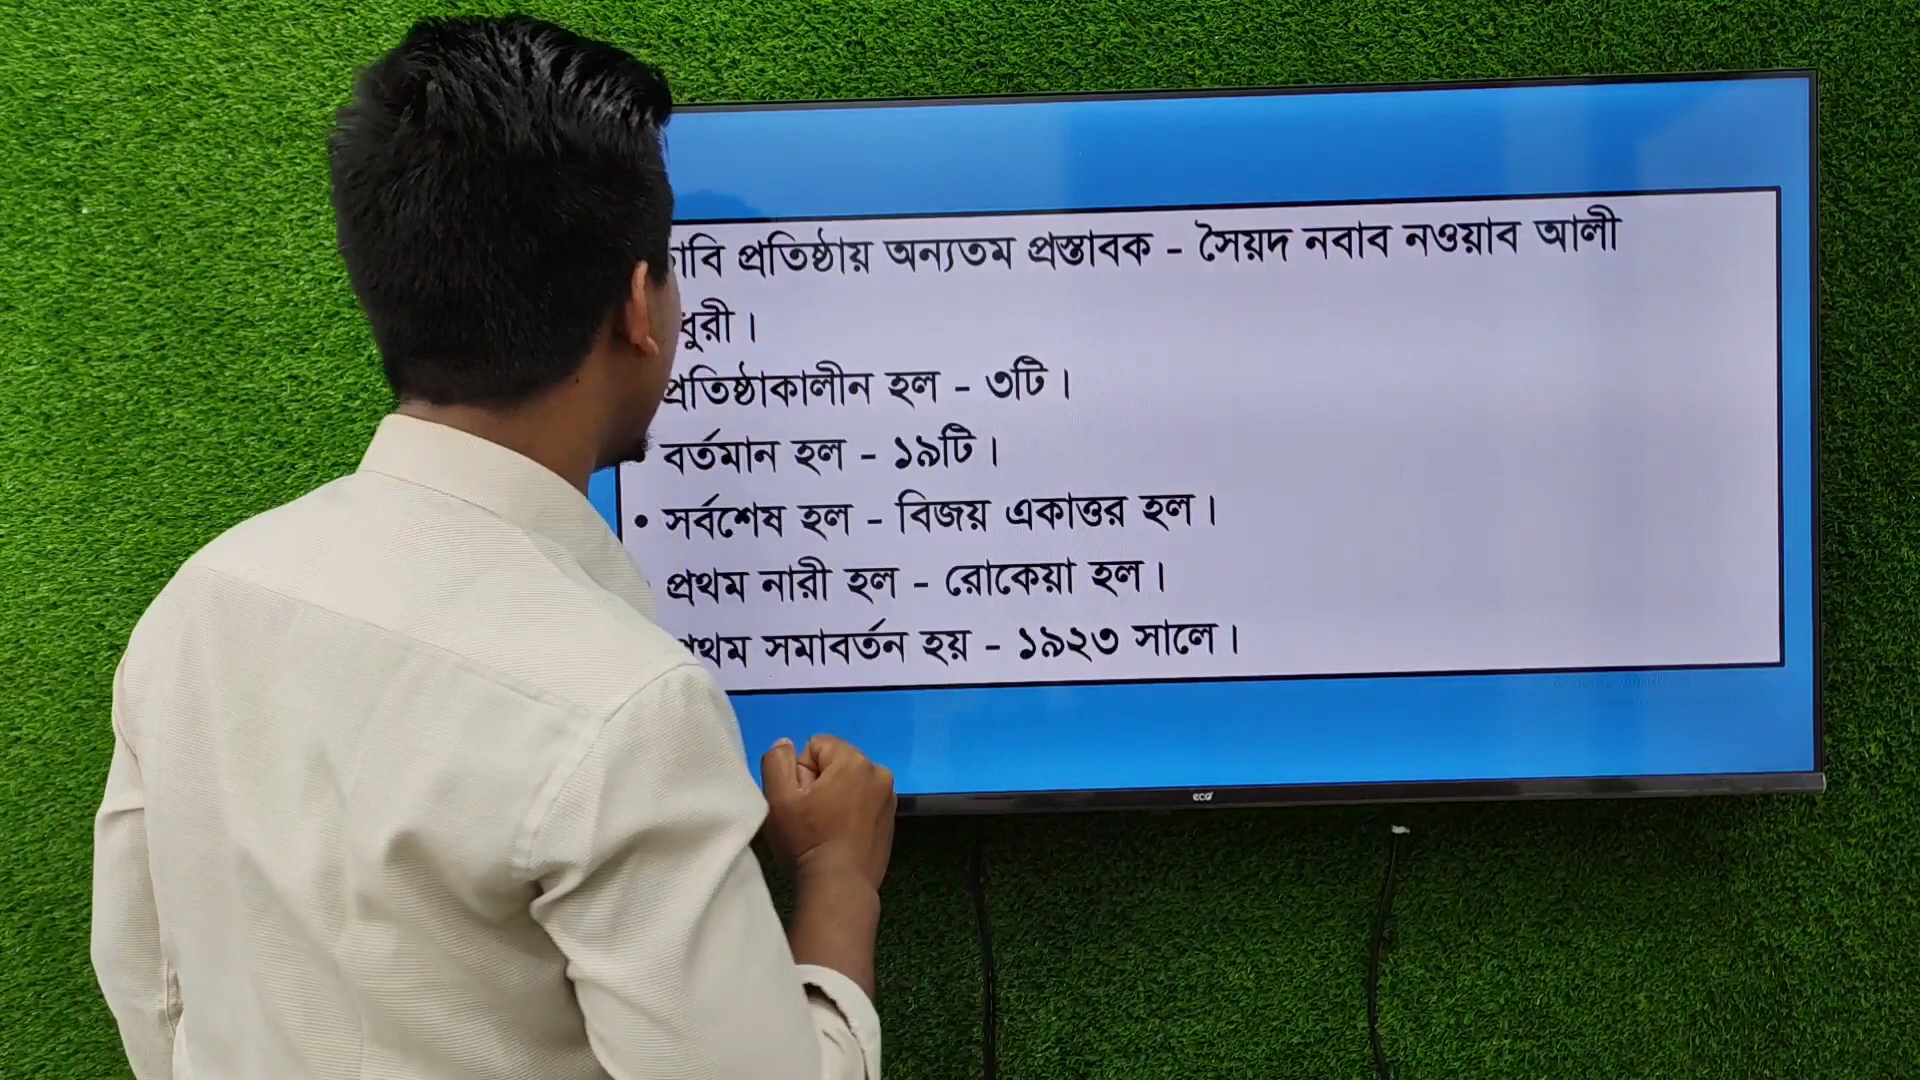 প্রতিষ্ঠায় অন্যতম প্রস্তাবক - সৈয়দ নবাব নওয়াব আলী
প্রতিষ্ঠাকালীন হল - ৩টি।
• বর্তমান হল - ১৯টি।
• সর্বশেষ হল - বিজয় একাত্তর হল।
• প্রথম নারী হল - রোকেয়া হল।
সমাবর্তন হয় - ১৯২৩ সালে।
eco+